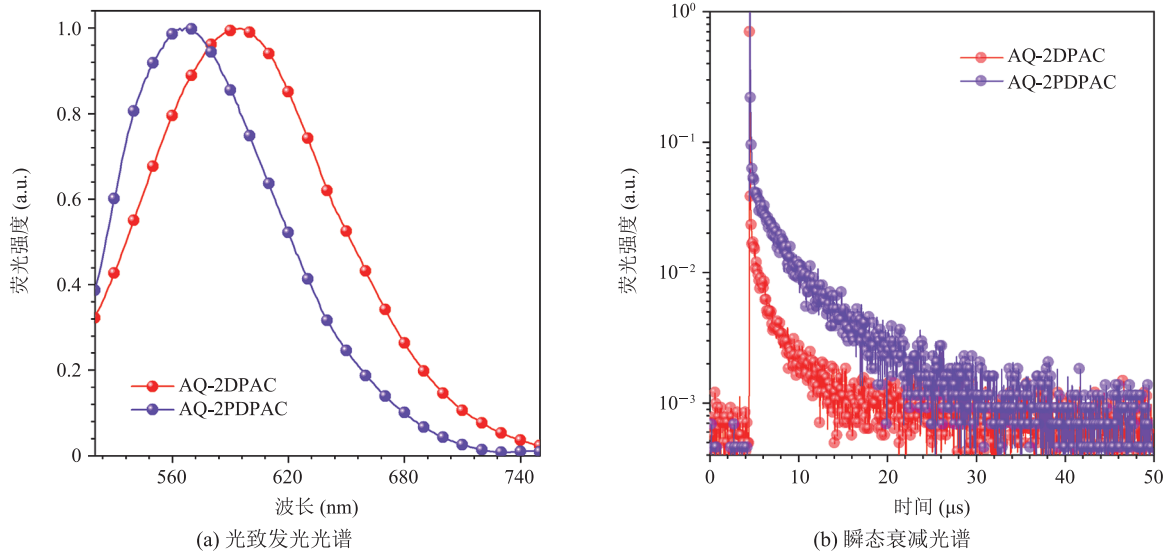 1.0
0.8
0.6
0.4
0.2
0
荧光强度 (a.u.)
AQ-2DPAC
AQ-2PDPAC
560
620
680
740
波长 (nm)
(a) 光致发光光谱
10⁰
10⁻¹
10⁻²
10⁻³
荧光强度 (a.u.)
AQ-2DPAC
AQ-2PDPAC
0
10
20
30
40
50
时间 (μs)
(b) 瞬态衰减光谱